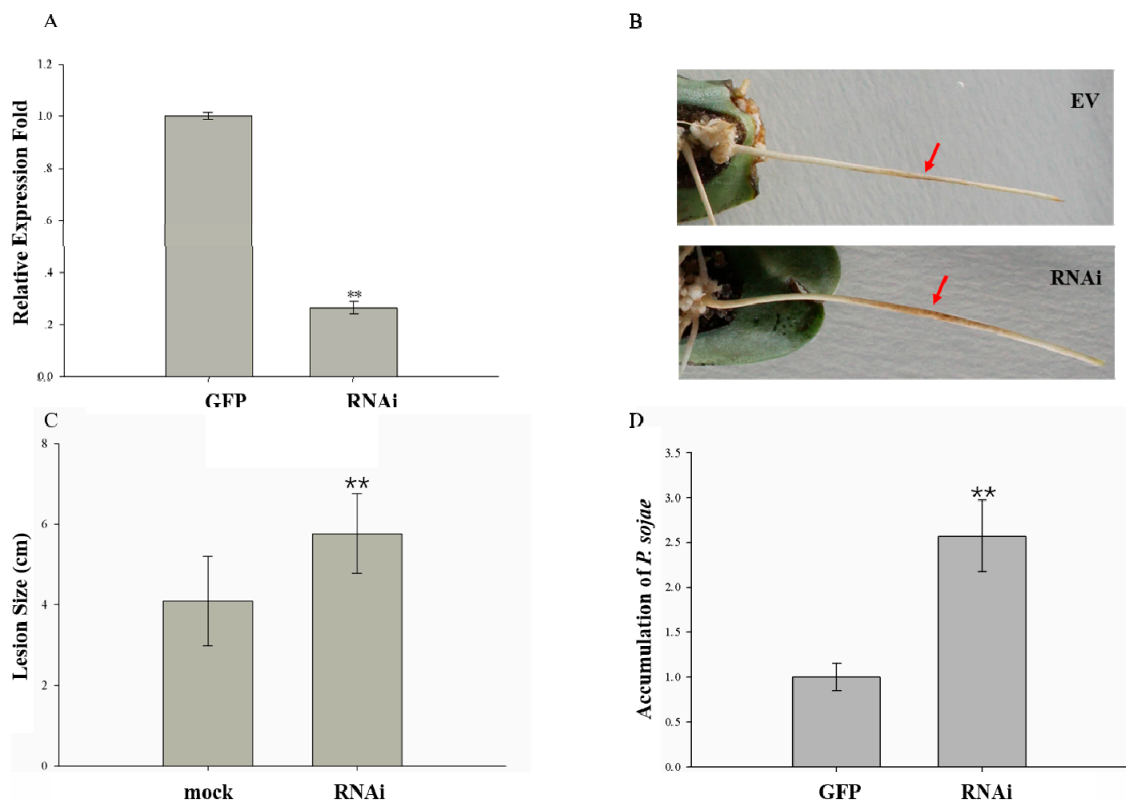 A
Relative Expression Fold
1.2
1.0
.8
.6
.4
.2
0.0
**
GFP RNAi
B
EV
RNAi
C
Lesion Size (cm)
8
6
4
2
0
**
mock RNAi
D
Accumulation of P. sojae
3.5
3.0
2.5
2.0
1.5
1.0
0.5
0.0
**
GFP RNAi